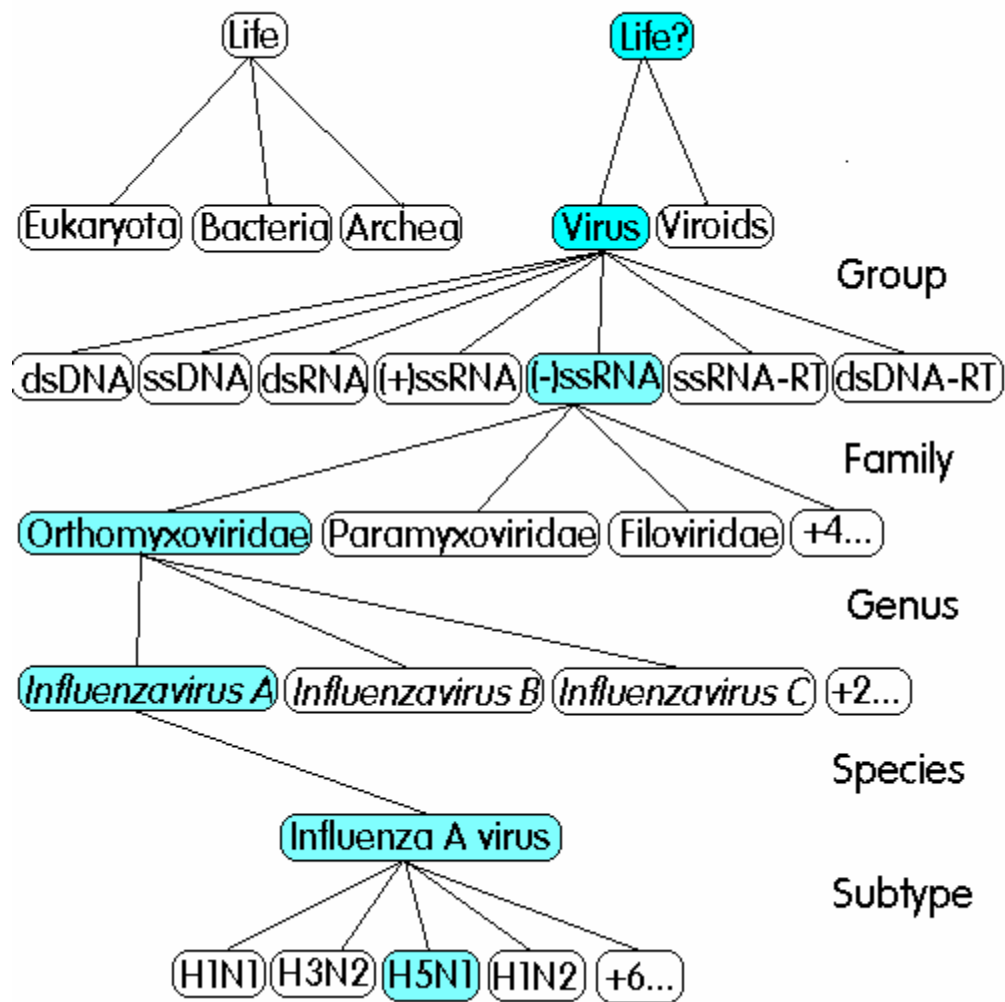 Life Life?
Eukaryota Bacteria Archea Virus Viroids
Group
dsDNA ssDNA dsRNA (+)ssRNA (-)ssRNA ssRNA-RT dsDNA-RT
Family
Orthomyxoviridae Paramyxoviridae Filoviridae +4...
Genus
Influenzavirus A Influenzavirus B Influenzavirus C +2...
Species
Influenza A virus
Subtype
H1N1 H3N2 H5N1 H1N2 +6...